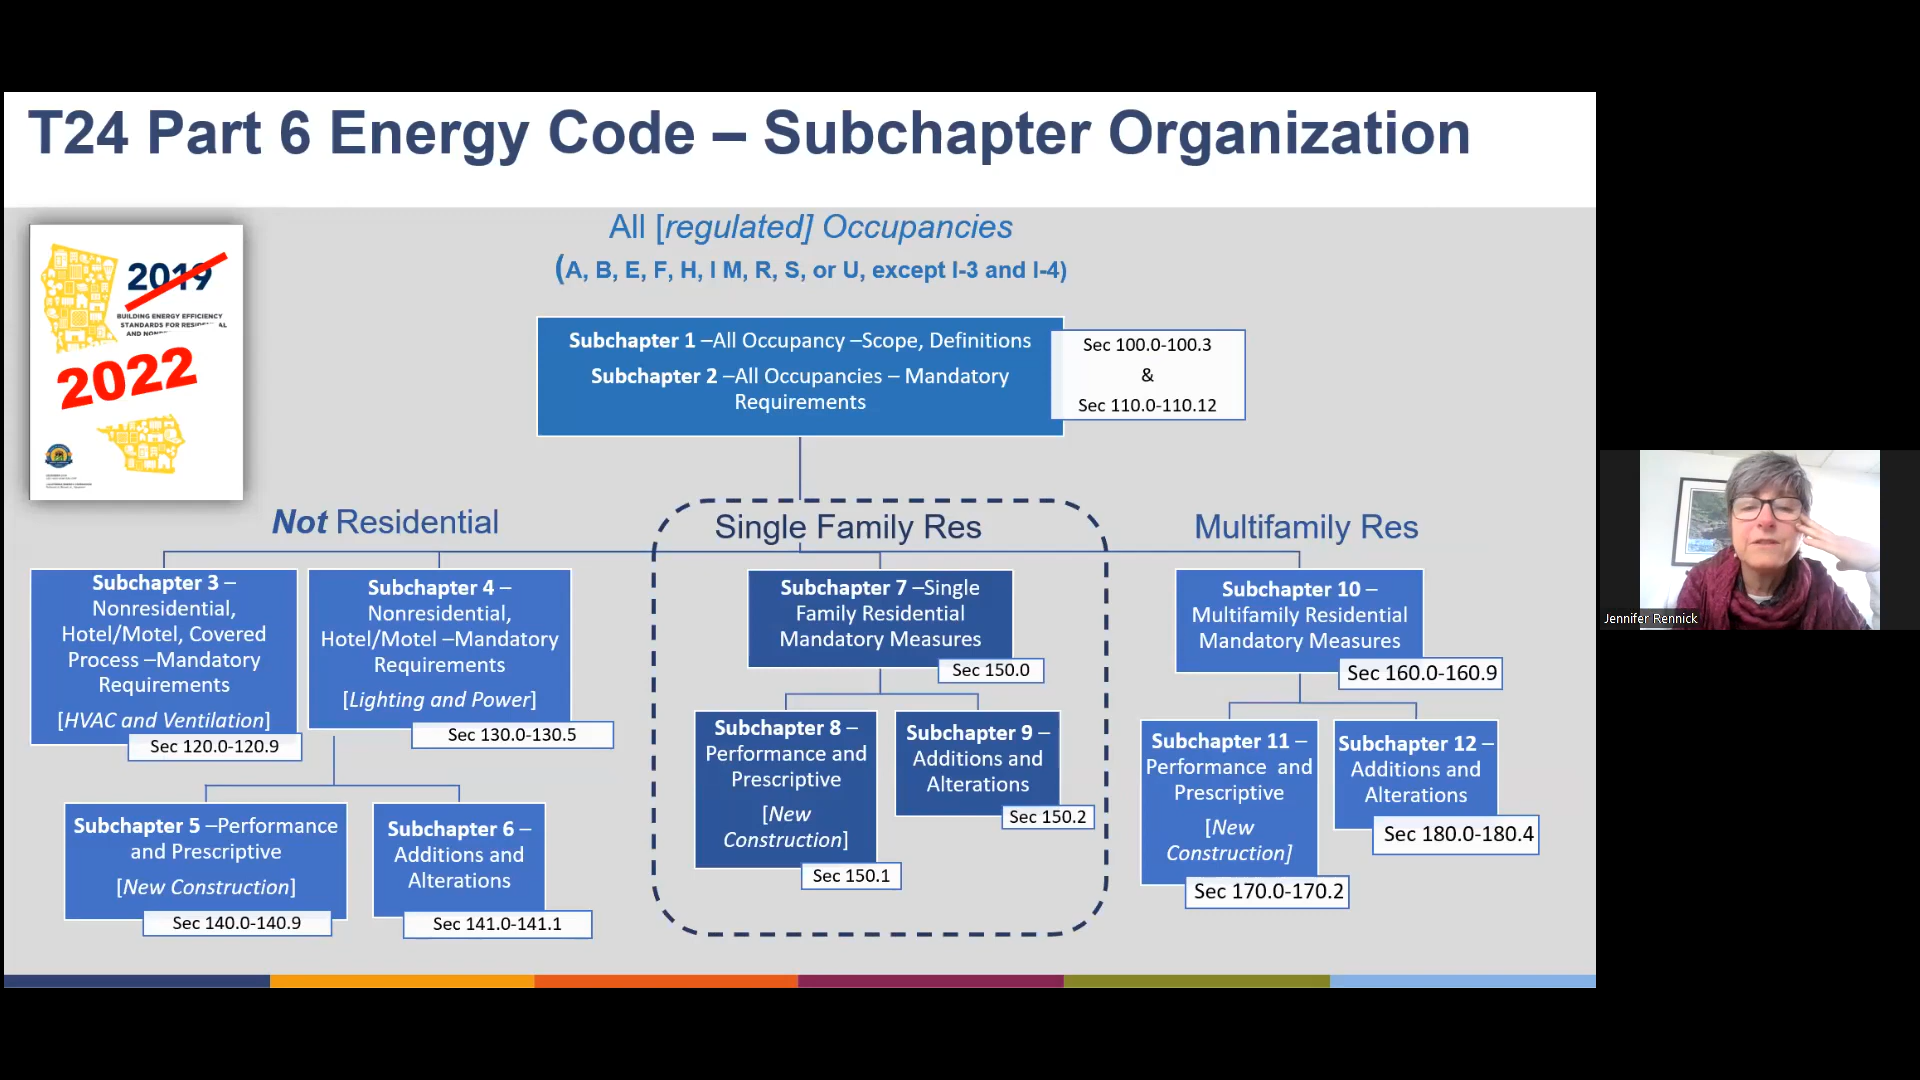 T24 Part 6 Energy Code – Subchapter Organization
All [regulated] Occupancies
(A, B, E, F, H, I M, R, S, or U, except I-3 and I-4)
2019
BUILDING ENERGY EFFICIENCY
STANDARDS FOR
AND
2022
Subchapter 1 –All Occupancy –Scope, Definitions
Subchapter 2 –All Occupancies – Mandatory
Requirements
Sec 100.0-100.3
&
Sec 110.0-110.12
Not Residential
Single Family Res
Multifamily Res
Subchapter 3 –
Nonresidential,
Hotel/Motel, Covered
Process –Mandatory
Requirements
[HVAC and Ventilation]
Sec 120.0-120.9
Subchapter 4 –
Nonresidential,
Hotel/Motel –Mandatory
Requirements
[Lighting and Power]
Sec 130.0-130.5
Subchapter 5 –Performance
and Prescriptive
[New Construction]
Sec 140.0-140.9
Subchapter 6 –
Additions and
Alterations
Sec 141.0-141.1
Subchapter 7 –Single
Family Residential
Mandatory Measures
Sec 150.0
Subchapter 8 –
Performance and
Prescriptive
[New
Construction]
Sec 150.1
Subchapter 9 –
Additions and
Alterations
Sec 150.2
Subchapter 10 –
Multifamily Residential
Mandatory Measures
Sec 160.0-160.9
Subchapter 11 –
Performance and
Prescriptive
[New
Construction]
Sec 170.0-170.2
Subchapter 12 –
Additions and
Alterations
Sec 180.0-180.4
Jennifer Rennick